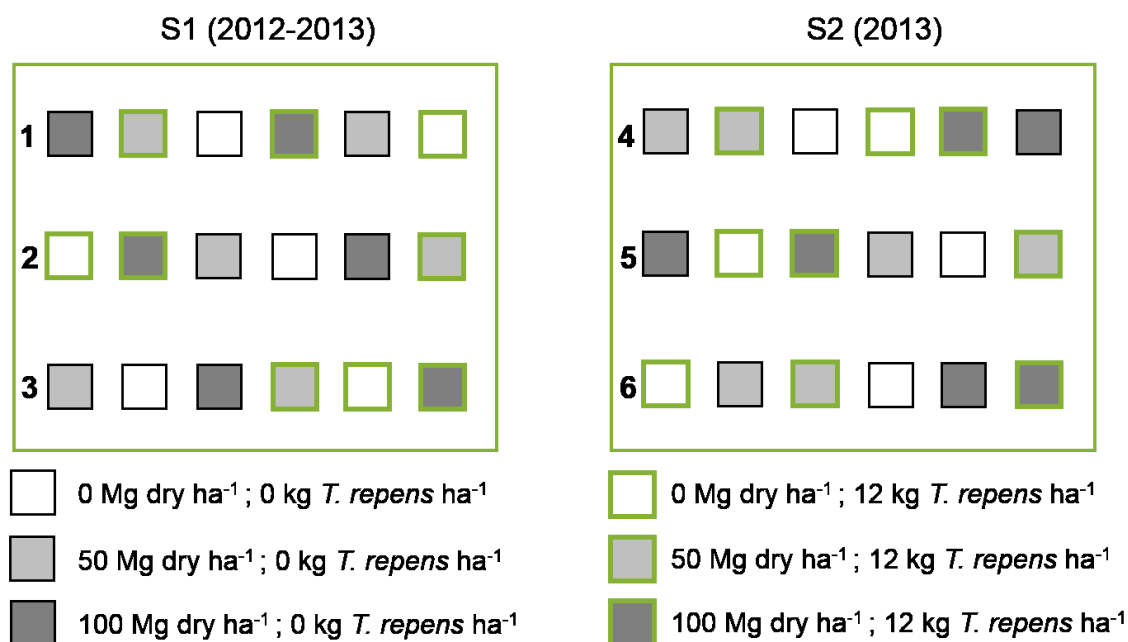 S1 (2012-2013)
S2 (2013)
1
4
2
5
3
6
0 Mg dry ha⁻¹ ; 0 kg T. repens ha⁻¹
0 Mg dry ha⁻¹ ; 12 kg T. repens ha⁻¹
50 Mg dry ha⁻¹ ; 0 kg T. repens ha⁻¹
50 Mg dry ha⁻¹ ; 12 kg T. repens ha⁻¹
100 Mg dry ha⁻¹ ; 0 kg T. repens ha⁻¹
100 Mg dry ha⁻¹ ; 12 kg T. repens ha⁻¹